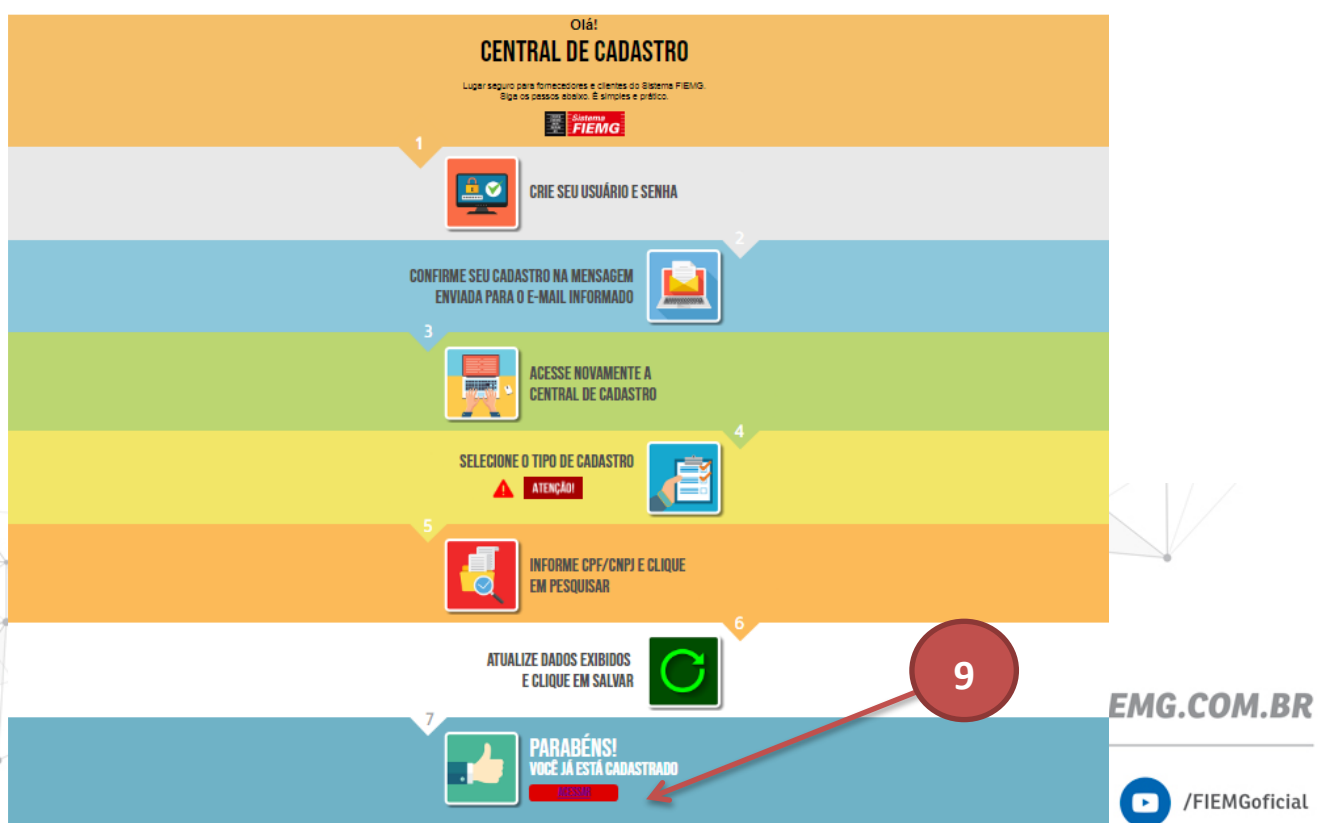 Olá!
CENTRAL DE CADASTRO
Lugar seguro para fornecedores e clientes do Sistema FIEMG.
Siga os passos abaixo. É simples e prático.
Sistema
FIEMG
1
CRIE SEU USUÁRIO E SENHA
2
CONFIRME SEU CADASTRO NA MENSAGEM
ENVIADA PARA O E-MAIL INFORMADO
3
ACESSE NOVAMENTE A
CENTRAL DE CADASTRO
4
SELECIONE O TIPO DE CADASTRO
ATENÇÃO!
5
INFORME CPF/CNPJ E CLIQUE
EM PESQUISAR
6
ATUALIZE DADOS EXIBIDOS
E CLIQUE EM SALVAR
9
EMG.COM.BR
7
PARABÉNS!
VOCÊ JÁ ESTÁ CADASTRADO
ACESSAR
/FIEMGoficial